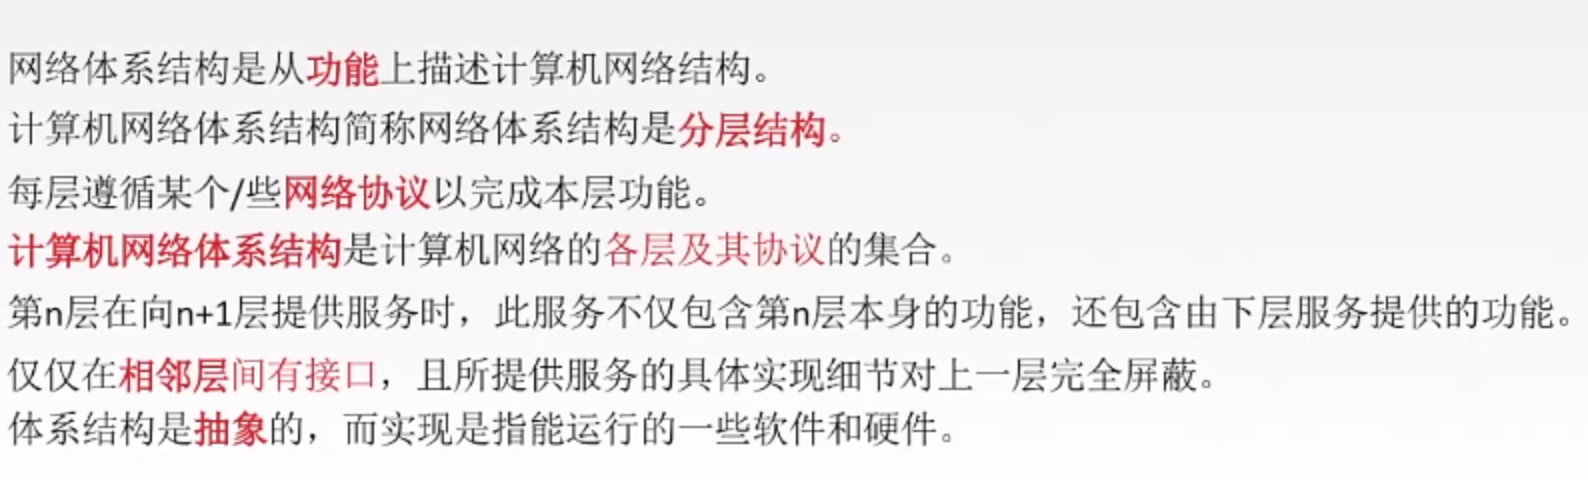 网络体系结构是从功能上描述计算机网络结构。
计算机网络体系结构简称网络体系结构是分层结构。
每层遵循某个/些网络协议以完成本层功能。
计算机网络体系结构是计算机网络的各层及其协议的集合。
第n层在向n+1层提供服务时，此服务不仅包含第n层本身的功能，还包含由下层服务提供的功能。
仅仅在相邻层间有接口，且所提供服务的具体实现细节对上一层完全屏蔽。
体系结构是抽象的，而实现是指能运行的一些软件和硬件。